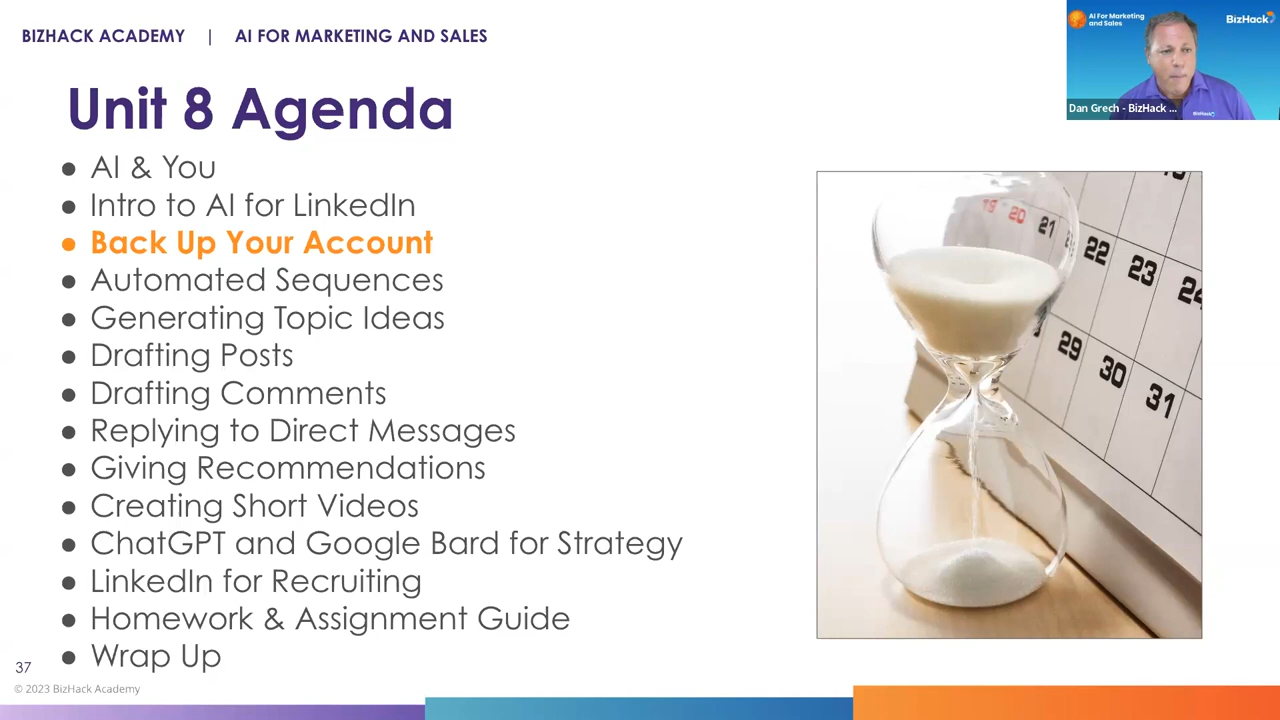 BIZHACK ACADEMY | AI FOR MARKETING AND SALES
AI For Marketing
and Sales
BizHack
Dan Grech - BizHack ...
BizHack
Unit 8 Agenda
● AI & You
● Intro to AI for LinkedIn
● Back Up Your Account
● Automated Sequences
● Generating Topic Ideas
● Drafting Posts
● Drafting Comments
● Replying to Direct Messages
● Giving Recommendations
● Creating Short Videos
● ChatGPT and Google Bard for Strategy
● LinkedIn for Recruiting
● Homework & Assignment Guide
● Wrap Up
19 20 21
22 23 24
29 30 31
37
© 2023 BizHack Academy